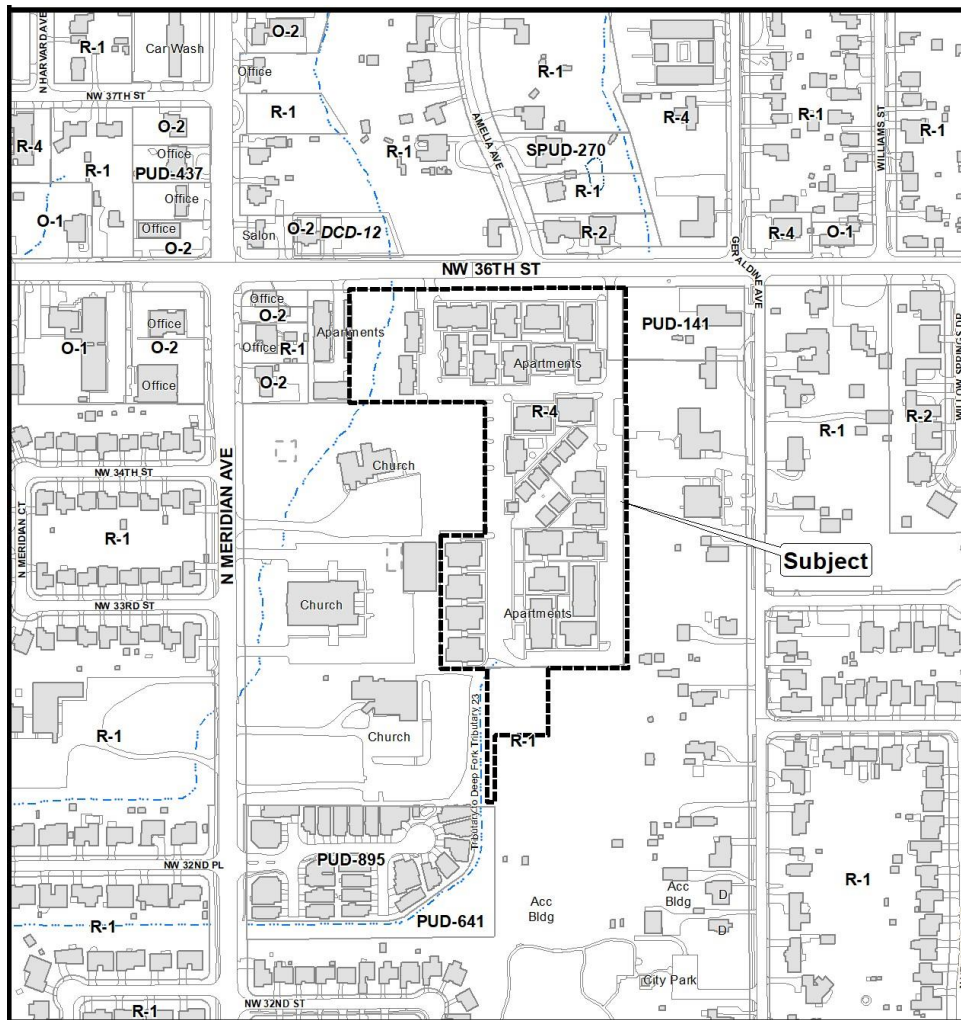 N HARVARD AVE
R-1
Car Wash
O-2
Office
R-1
R-4
R-1
WILLIAMS ST
R-1
NW 37TH ST
R-1
O-2
AMELIA AVE
R-4
Office
R-1
R-1
SPUD-270
PUD-437
R-1
Office
O-1
Office
O-2
Salon
O-2
DCD-12
R-2
R-4
O-1
NW 36TH ST
GERALDINE AVE
Office
O-2
Apartments
PUD-141
O-1
Office
O-2
Office
R-1
Apartments
WILLOW SPRINGS DR
Office
O-2
R-4
R-1
R-2
NW 34TH ST
Church
N MERIDIAN AVE
N MERIDIAN CT
R-1
Subject
NW 33RD ST
Church
Apartments
Church
Tributary to Deep Fork Tributary 23
R-1
R-1
NW 32ND PL
PUD-895
R-1
R-1
PUD-641
Acc
Bldg
Acc
Bldg
D
D
City Park
NW 32ND ST
R-1